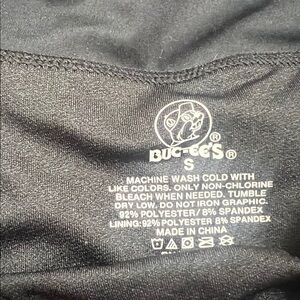 BUC-EE'S®
S
MACHINE WASH COLD WITH
LIKE COLORS. ONLY NON-CHLORINE
BLEACH WHEN NEEDED. TUMBLE
DRY LOW. DO NOT IRON GRAPHIC.
92% POLYESTER/ 8% SPANDEX
LINING: 92% POLYESTER/ 8% SPANDEX
MADE IN CHINA